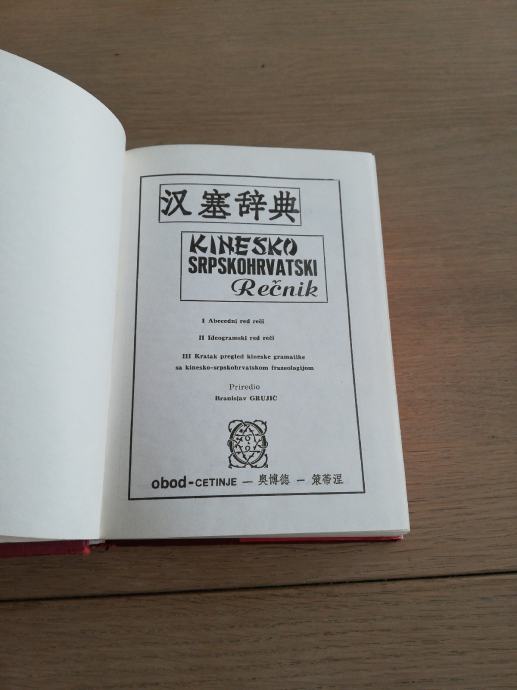 汉塞辞典
KINESKO
SRPSKOHRVATSKI
Rečnik
I Abecedni red reči
II Ideogramski red reči
III Kratak pregled kineske gramatike
sa kinesko-srpskohrvatskom frazeologijom
Priredio
Branislav GRUJIĆ
obod-CETINJE — 奥博德 — 策蒂涅